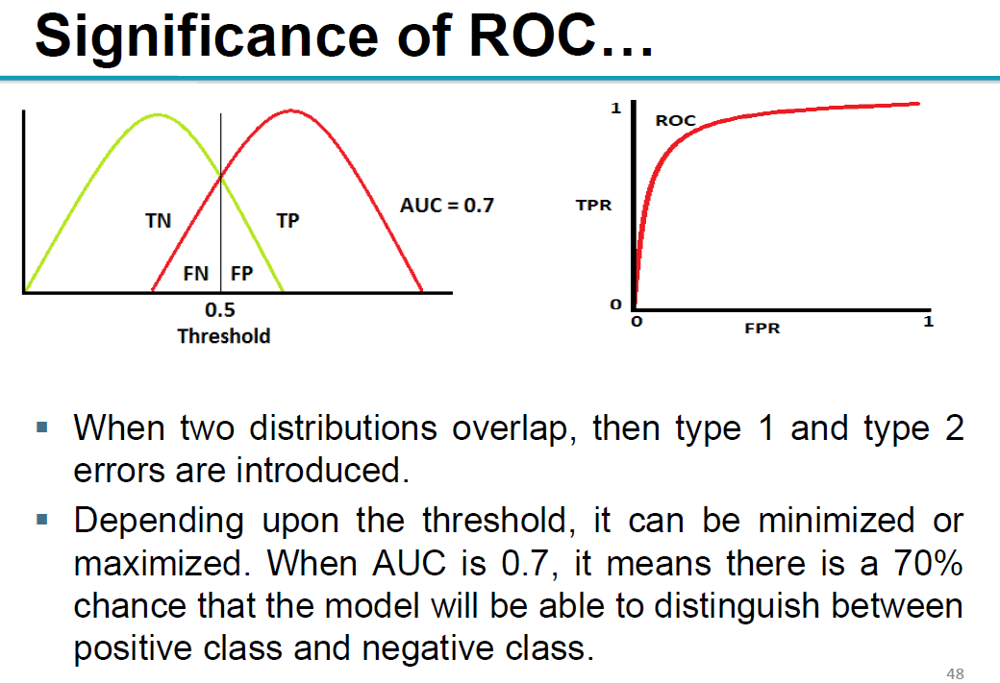 Significance of ROC…
TN
TP
FN
FP
AUC = 0.7
0.5
Threshold
1
ROC
TPR
0
0
1
FPR
When two distributions overlap, then type 1 and type 2
errors are introduced.
Depending upon the threshold, it can be minimized or
maximized. When AUC is 0.7, it means there is a 70%
chance that the model will be able to distinguish between
positive class and negative class.
48